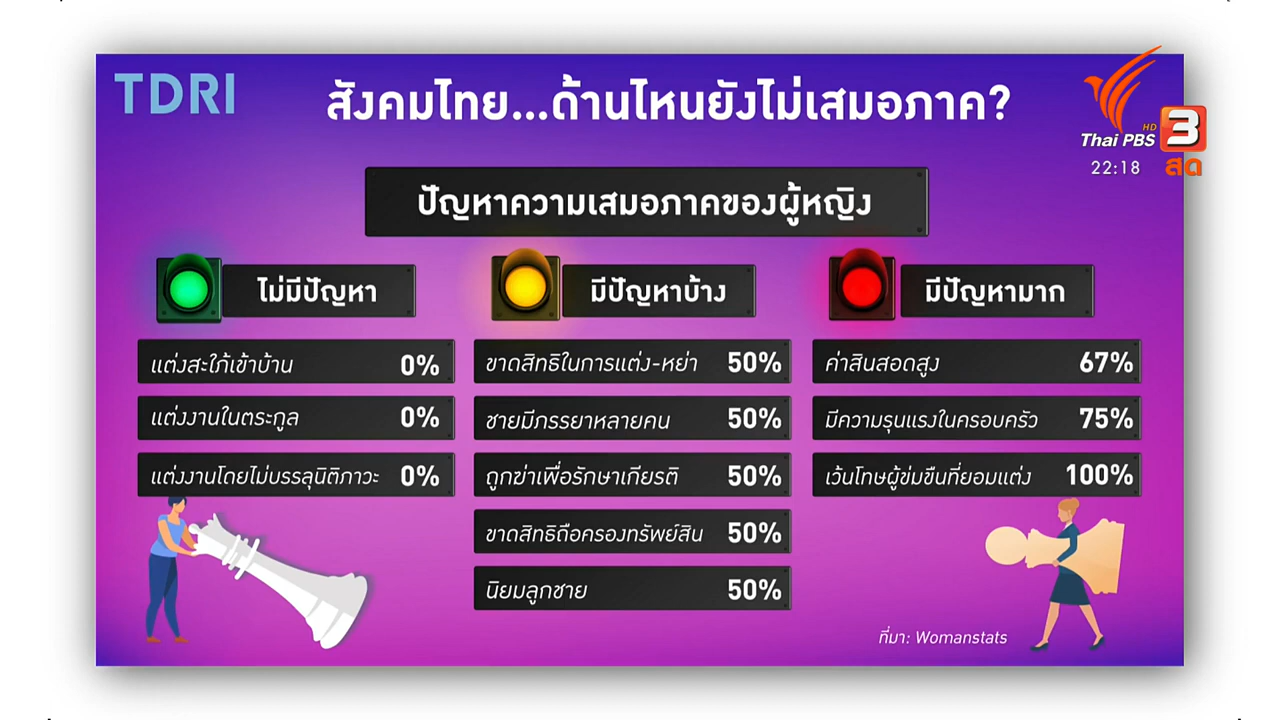 TDRI
สังคมไทย...ด้านไหนยังไม่เสมอภาค?
HD
Thai PBS
3
22:18
สด
ปัญหาความเสมอภาคของผู้หญิง
ไม่มีปัญหา
มีปัญหาบ้าง
มีปัญหามาก
แต่งสะใภ้เข้าบ้าน 0%
ขาดสิทธิในการแต่ง-หย่า 50%
ค่าสินสอดสูง 67%
แต่งงานในตระกูล 0%
ชายมีภรรยาหลายคน 50%
มีความรุนแรงในครอบครัว 75%
แต่งงานโดยไม่บรรลุนิติภาวะ 0%
ถูกฆ่าเพื่อรักษาเกียรติ 50%
เว้นโทษผู้ข่มขืนที่ยอมแต่ง 100%
ขาดสิทธิถือครองทรัพย์สิน 50%
นิยมลูกชาย 50%
ที่มา: Womanstats